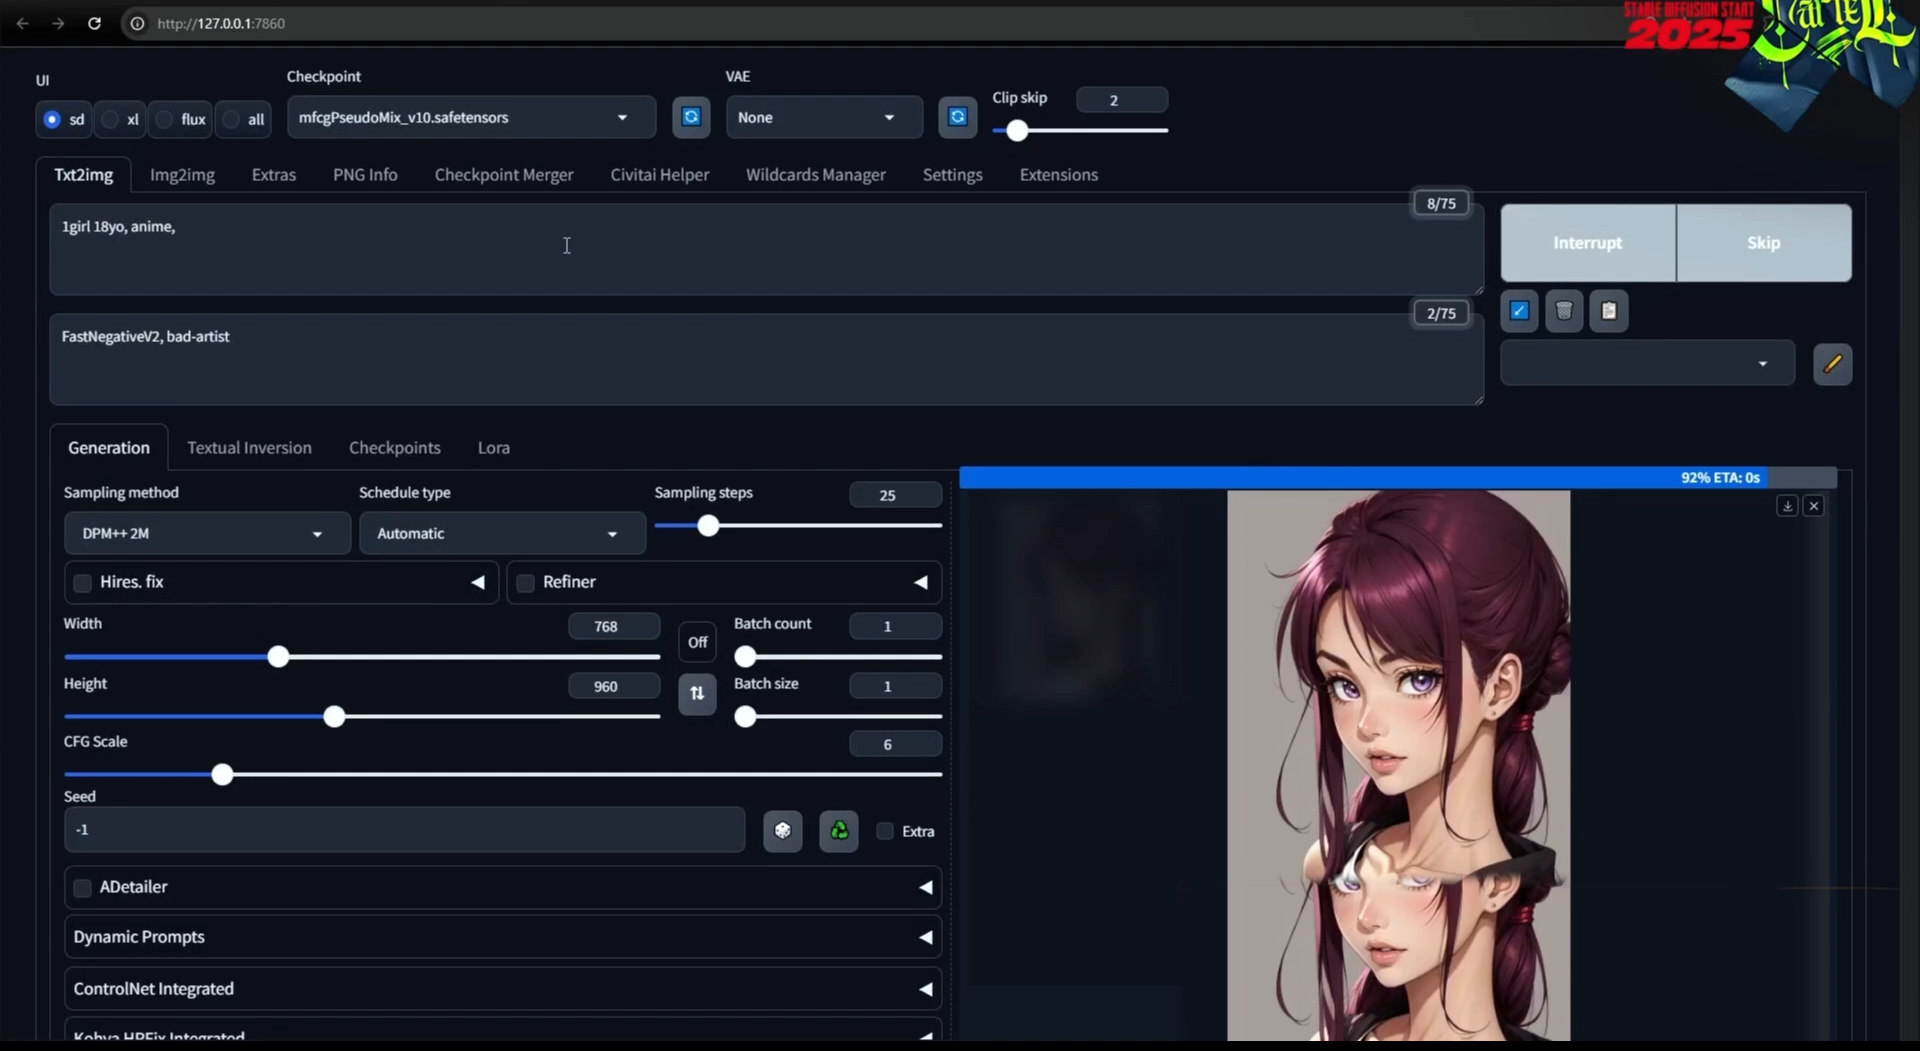 http://127.0.0.1:7860
STABLE DIFFUSION START
2025
UI
Checkpoint
VAE
Clip skip
2
sd
xl
flux
all
mfcgPseudoMix_v10.safetensors
None
Txt2img
Img2img
Extras
PNG Info
Checkpoint Merger
Civitai Helper
Wildcards Manager
Settings
Extensions
8/75
1girl 18yo, anime,
Interrupt
Skip
2/75
FastNegativeV2, bad-artist
Generation
Textual Inversion
Checkpoints
Lora
92% ETA: 0s
Sampling method
Schedule type
Sampling steps
25
DPM++ 2M
Automatic
Hires. fix
Refiner
Width
768
Off
Batch count
1
Height
960
Batch size
1
CFG Scale
6
Seed
-1
Extra
ADetailer
Dynamic Prompts
ControlNet Integrated
Kohya HRFix Integrated